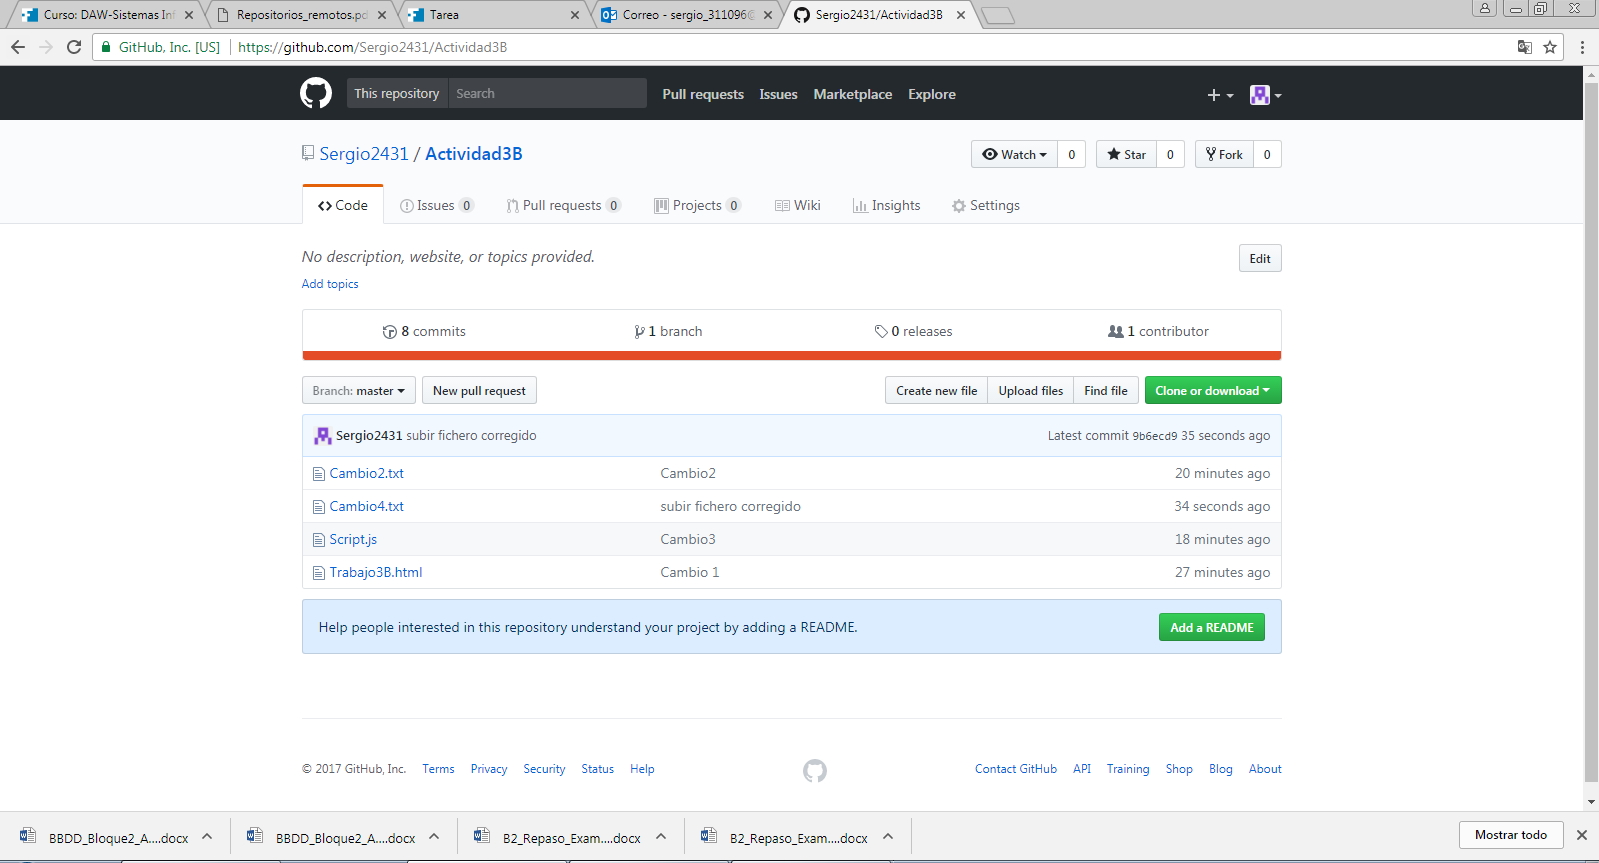 Curso: DAW-Sistemas Inf
Repositorios_remotos.pd
Tarea
Correo - sergio_311096@
Sergio2431/Actividad3B
GitHub, Inc. [US] https://github.com/Sergio2431/Actividad3B
This repository Search Pull requests Issues Marketplace Explore
Sergio2431 / Actividad3B
Watch 0 Star 0 Fork 0
Code Issues 0 Pull requests 0 Projects 0 Wiki Insights Settings
No description, website, or topics provided. Edit
Add topics
8 commits 1 branch 0 releases 1 contributor
Branch: master New pull request Create new file Upload files Find file Clone or download
Sergio2431 subir fichero corregido Latest commit 9b6ecd9 35 seconds ago
Cambio2.txt Cambio2 20 minutes ago
Cambio4.txt subir fichero corregido 34 seconds ago
Script.js Cambio3 18 minutes ago
Trabajo3B.html Cambio 1 27 minutes ago
Help people interested in this repository understand your project by adding a README. Add a README
© 2017 GitHub, Inc. Terms Privacy Security Status Help Contact GitHub API Training Shop Blog About
BBDD_Bloque2_A....docx BBDD_Bloque2_A....docx B2_Repaso_Exam....docx B2_Repaso_Exam....docx Mostrar todo